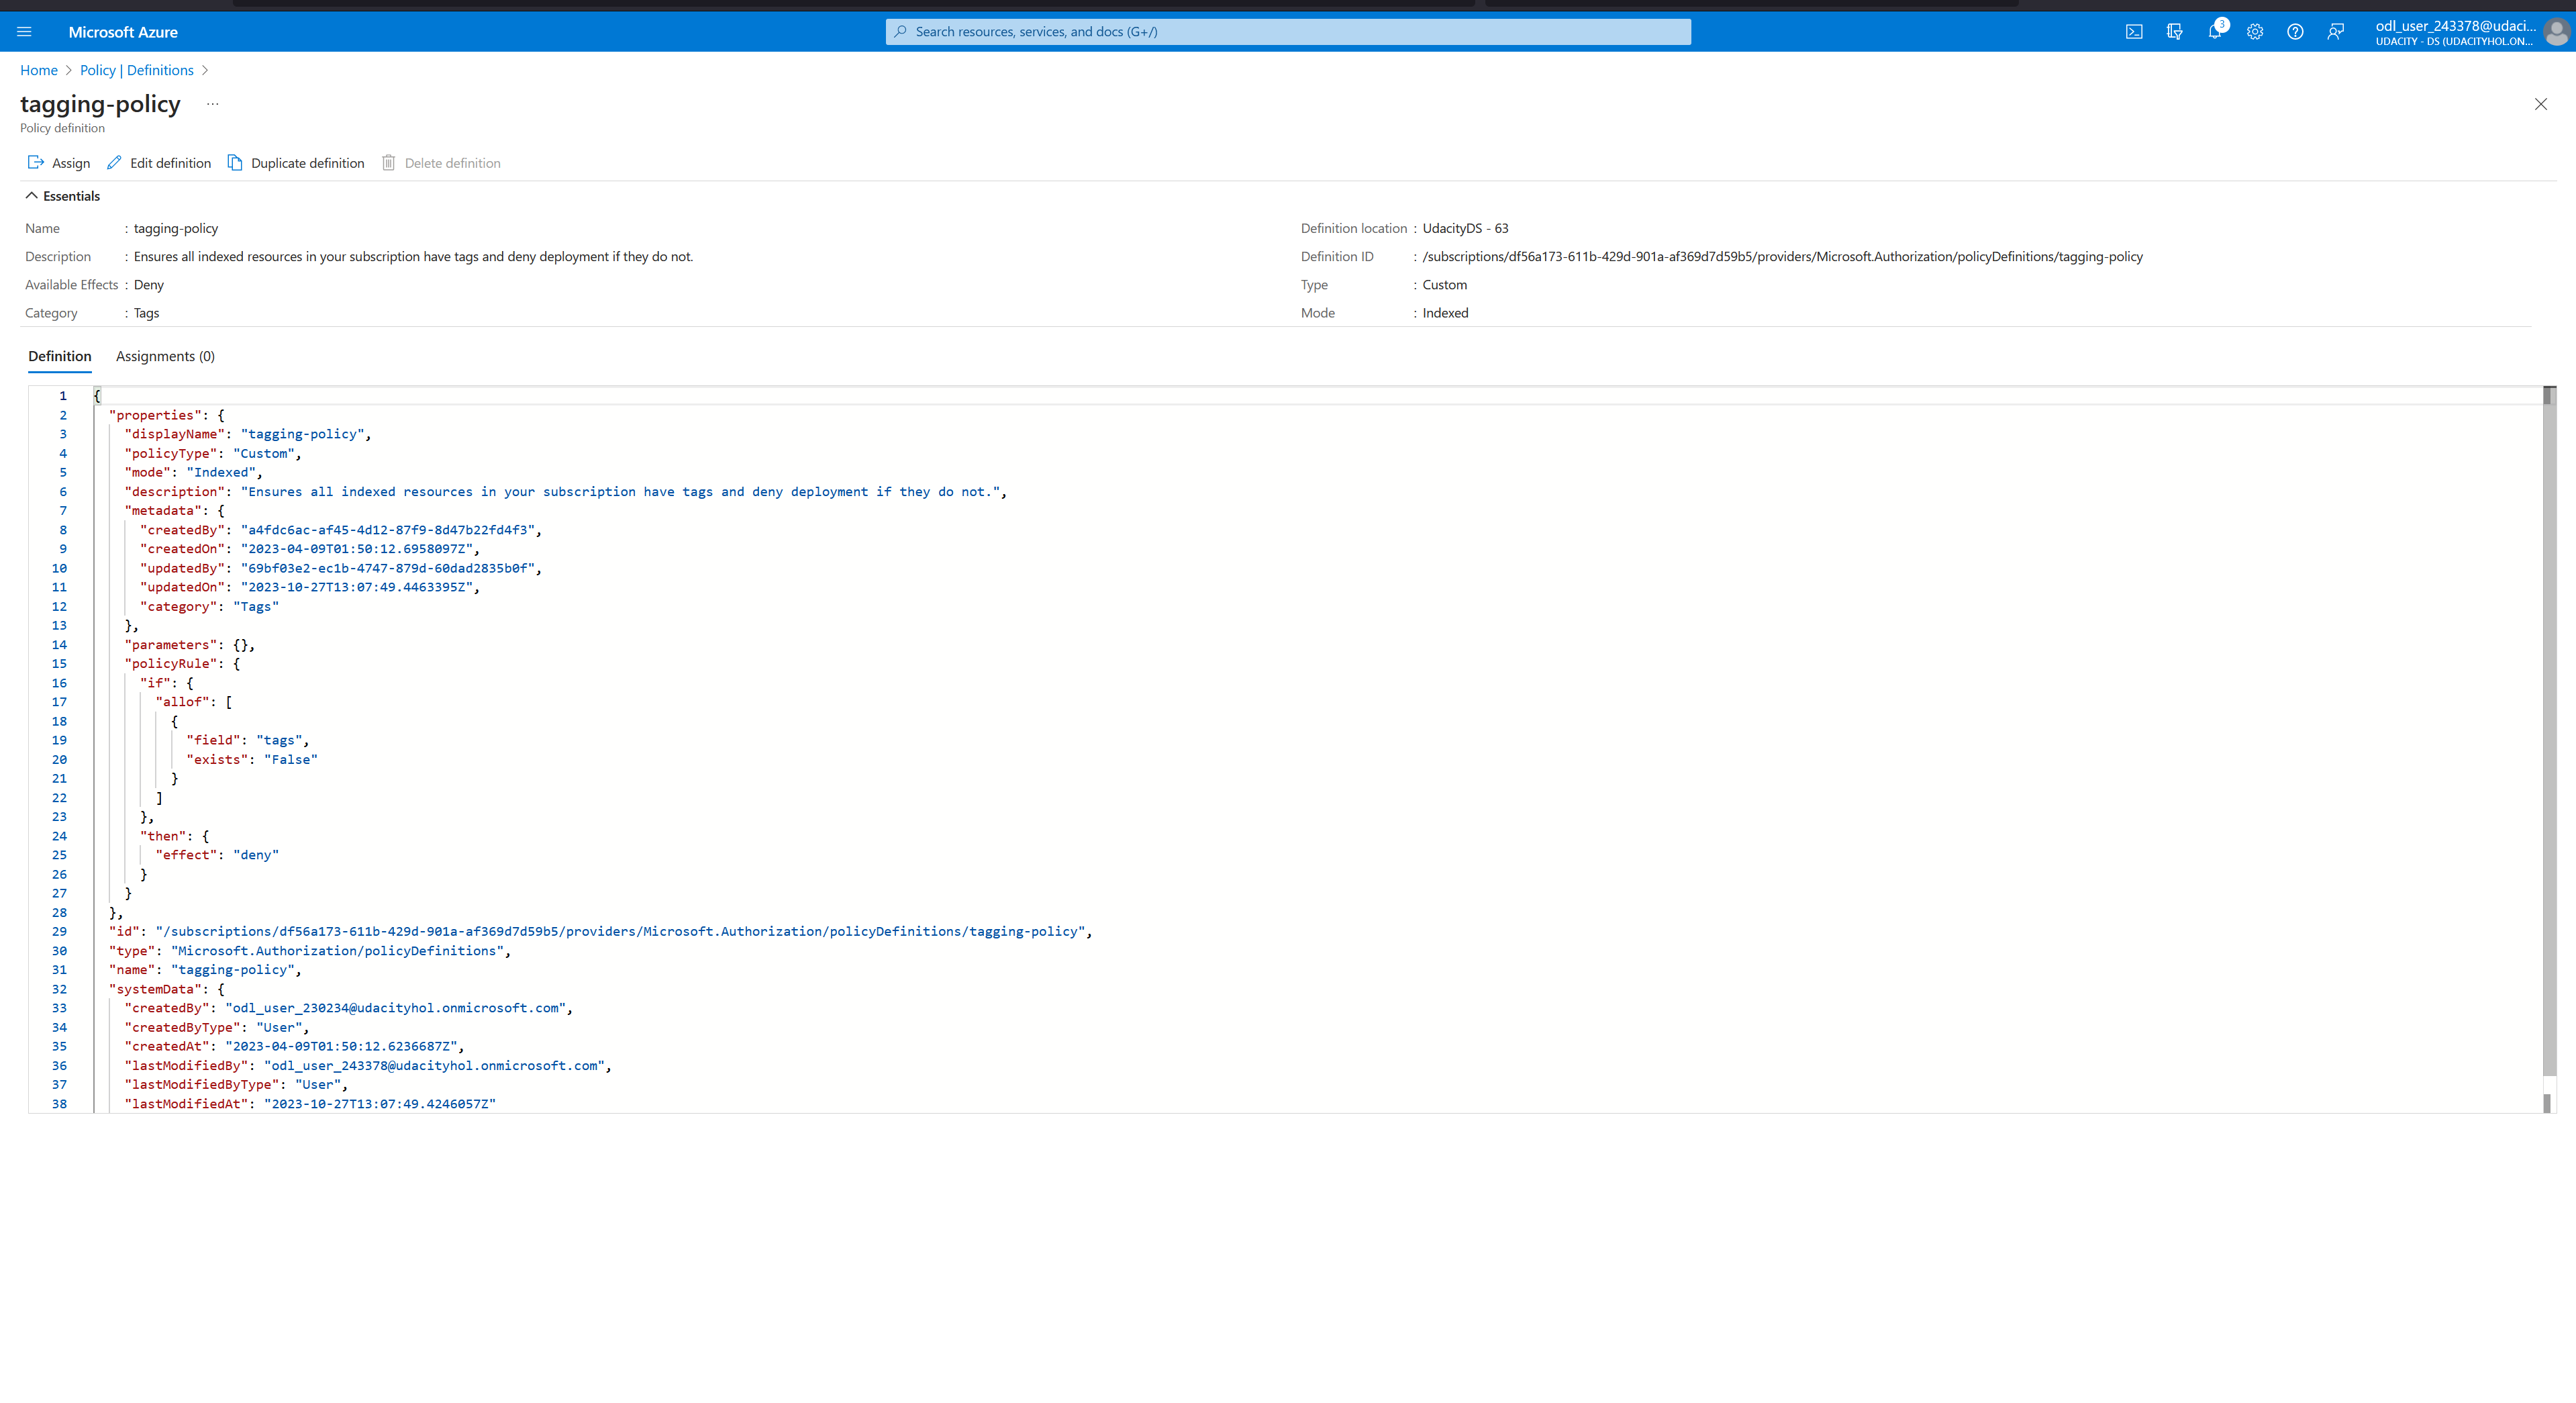 Microsoft Azure
Search resources, services, and docs (G+/)
3
odl_user_243378@udaci...
UDACITY - DS (UDACITYHOL.ON...
Home > Policy | Definitions >
tagging-policy ...
Policy definition
Assign Edit definition Duplicate definition Delete definition
Essentials
Name : tagging-policy
Description : Ensures all indexed resources in your subscription have tags and deny deployment if they do not.
Available Effects : Deny
Category : Tags
Definition location : UdacityDS - 63
Definition ID : /subscriptions/df56a173-611b-429d-901a-af369d7d59b5/providers/Microsoft.Authorization/policyDefinitions/tagging-policy
Type : Custom
Mode : Indexed
Definition Assignments (0)
1 {
2 "properties": {
3 "displayName": "tagging-policy",
4 "policyType": "Custom",
5 "mode": "Indexed",
6 "description": "Ensures all indexed resources in your subscription have tags and deny deployment if they do not.",
7 "metadata": {
8 "createdBy": "a4fdc6ac-af45-4d12-87f9-8d47b22fd4f3",
9 "createdOn": "2023-04-09T01:50:12.6958097Z",
10 "updatedBy": "69bf03e2-ec1b-4747-879d-60dad2835b0f",
11 "updatedOn": "2023-10-27T13:07:49.4463395Z",
12 "category": "Tags"
13 },
14 "parameters": {},
15 "policyRule": {
16 "if": {
17 "allof": [
18 {
19 "field": "tags",
20 "exists": "False"
21 }
22 ]
23 },
24 "then": {
25 "effect": "deny"
26 }
27 }
28 },
29 "id": "/subscriptions/df56a173-611b-429d-901a-af369d7d59b5/providers/Microsoft.Authorization/policyDefinitions/tagging-policy",
30 "type": "Microsoft.Authorization/policyDefinitions",
31 "name": "tagging-policy",
32 "systemData": {
33 "createdBy": "odl_user_230234@udacityhol.onmicrosoft.com",
34 "createdByType": "User",
35 "createdAt": "2023-04-09T01:50:12.6236687Z",
36 "lastModifiedBy": "odl_user_243378@udacityhol.onmicrosoft.com",
37 "lastModifiedByType": "User",
38 "lastModifiedAt": "2023-10-27T13:07:49.4246057Z"